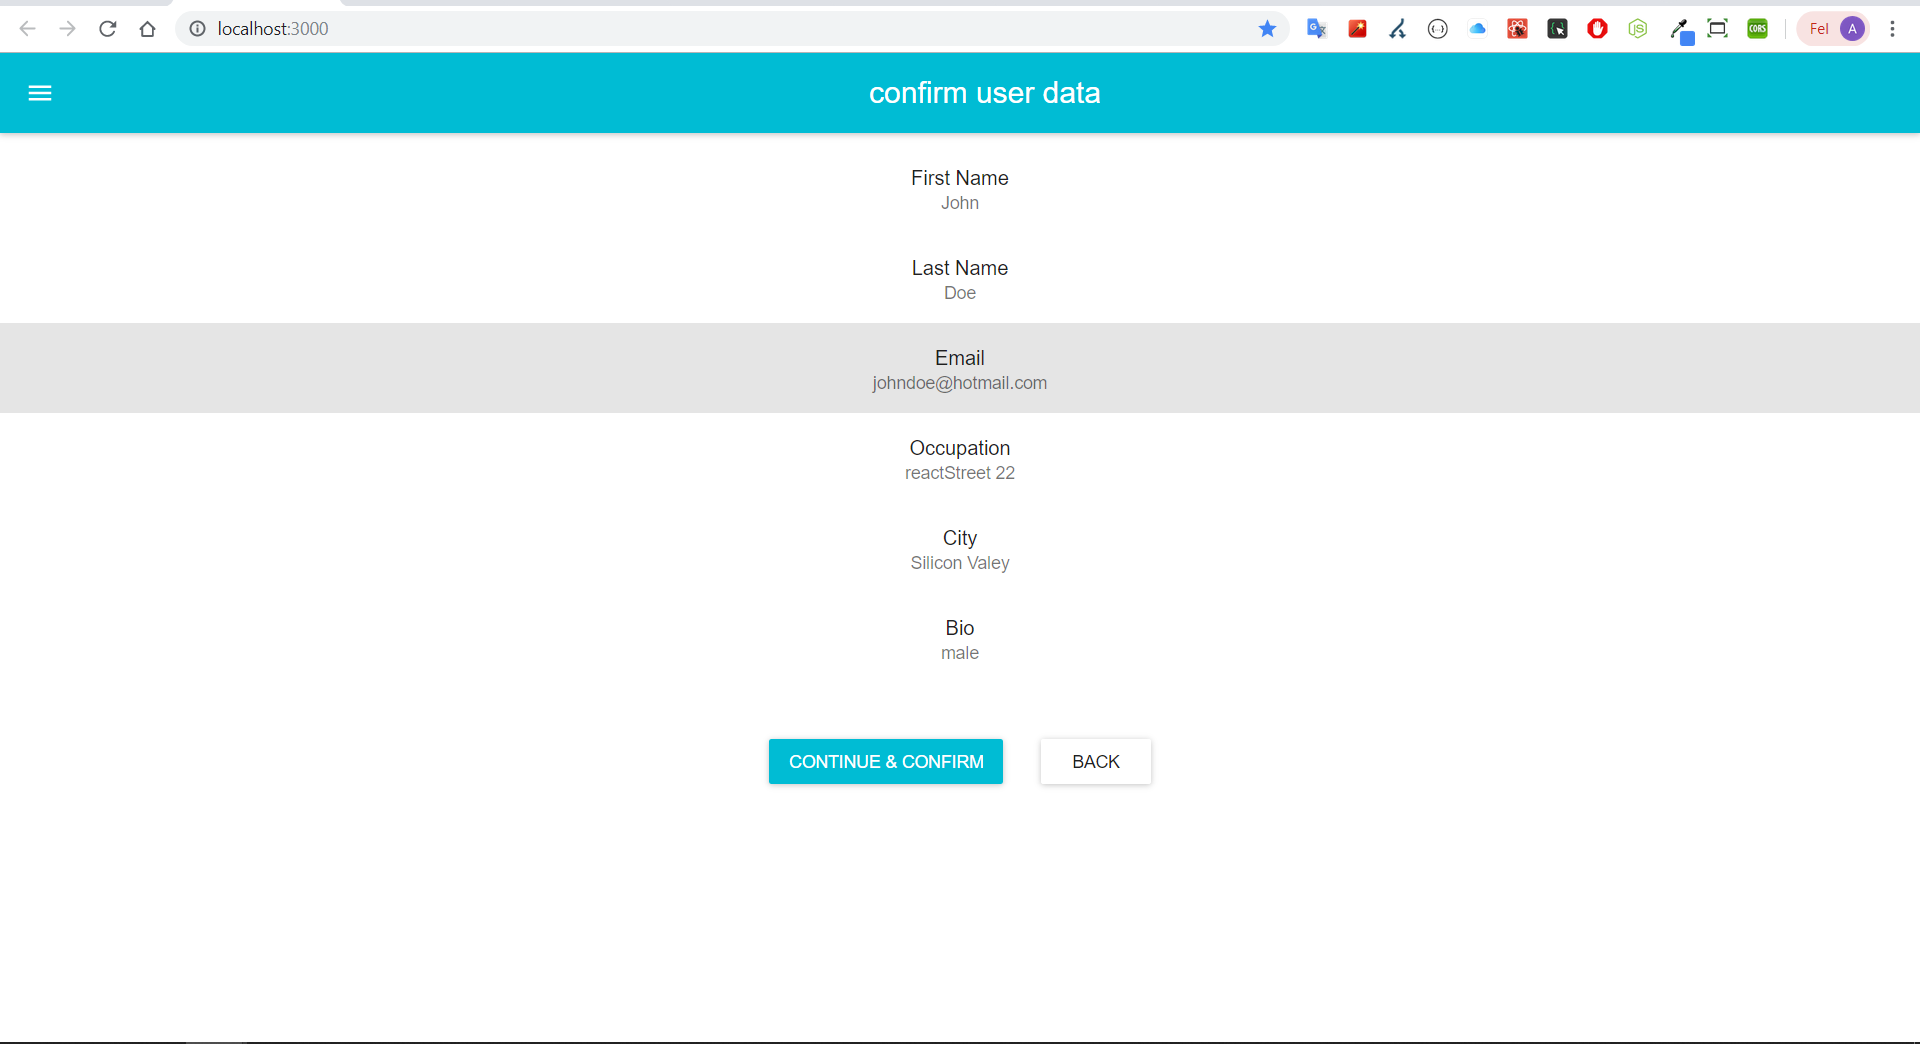 localhost:3000
Fel A
confirm user data
First Name
John
Last Name
Doe
Email
johndoe@hotmail.com
Occupation
reactStreet 22
City
Silicon Valey
Bio
male
CONTINUE & CONFIRM
BACK